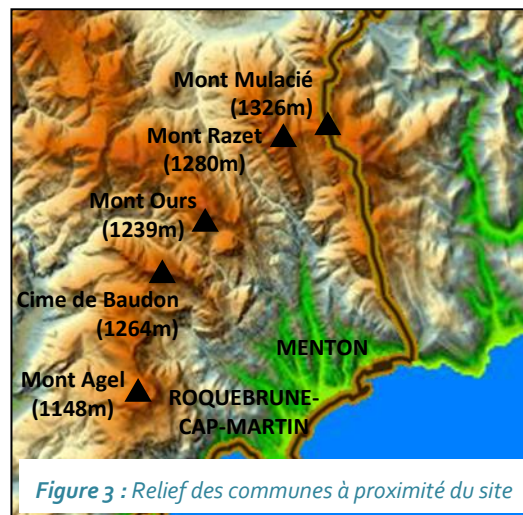 Mont Mulacié
(1326m)
Mont Razet
(1280m)
Mont Ours
(1239m)
Cime de Baudon
(1264m)
MENTON
Mont Agel
(1148m)
ROQUEBRUNE-
CAP-MARTIN
Figure 3 : Relief des communes à proximité du site